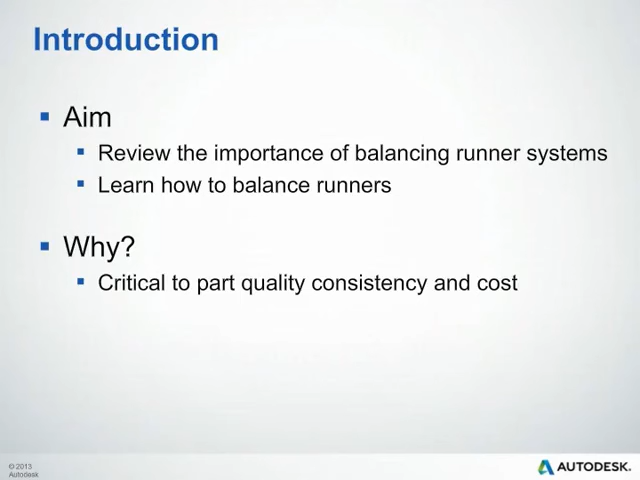 Introduction
Aim
Review the importance of balancing runner systems
Learn how to balance runners
Why?
Critical to part quality consistency and cost
© 2013
Autodesk
AUTODESK.